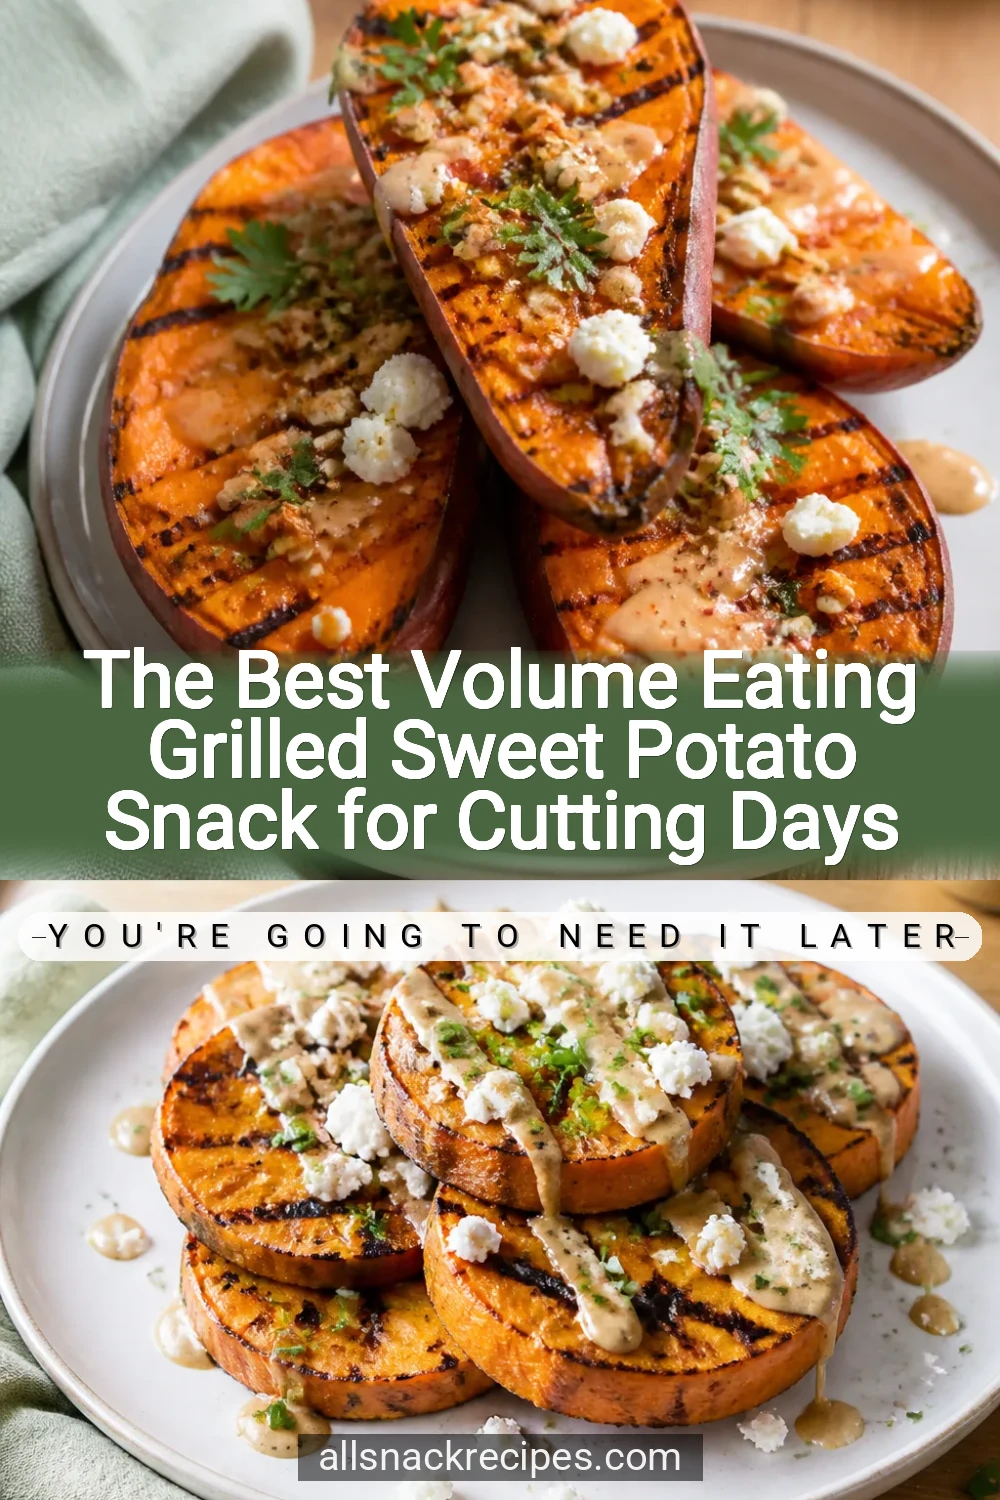 The Best Volume Eating
Grilled Sweet Potato
Snack for Cutting Days
YOU'RE GOING TO NEED IT LATER
allsnackrecipes.com